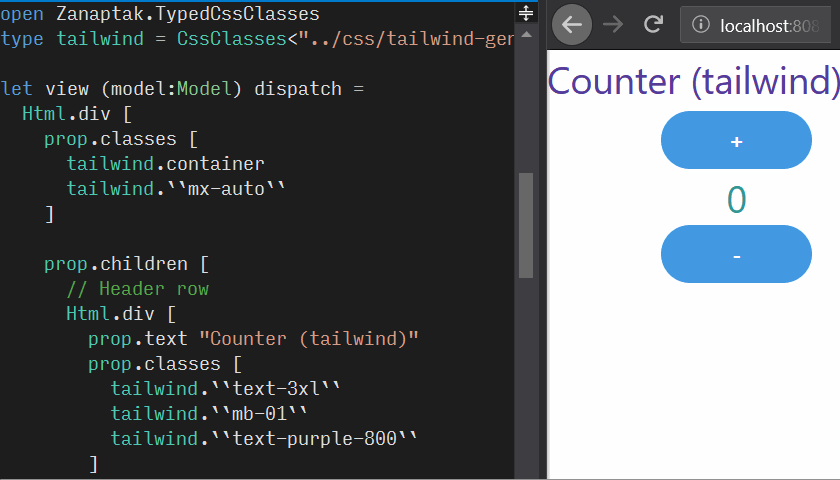 open Zanaptak.TypedCssClasses
type tailwind = CssClasses<"../css/tailwind-ger
let view (model:Model) dispatch =
  Html.div [
    prop.classes [
      tailwind.container
      tailwind.``mx-auto``
    ]
    prop.children [
      // Header row
      Html.div [
        prop.text "Counter (tailwind)"
        prop.classes [
          tailwind.``text-3xl``
          tailwind.``mb-01``
          tailwind.``text-purple-800``
        ]
localhost:808
Counter (tailwind)
+
0
-